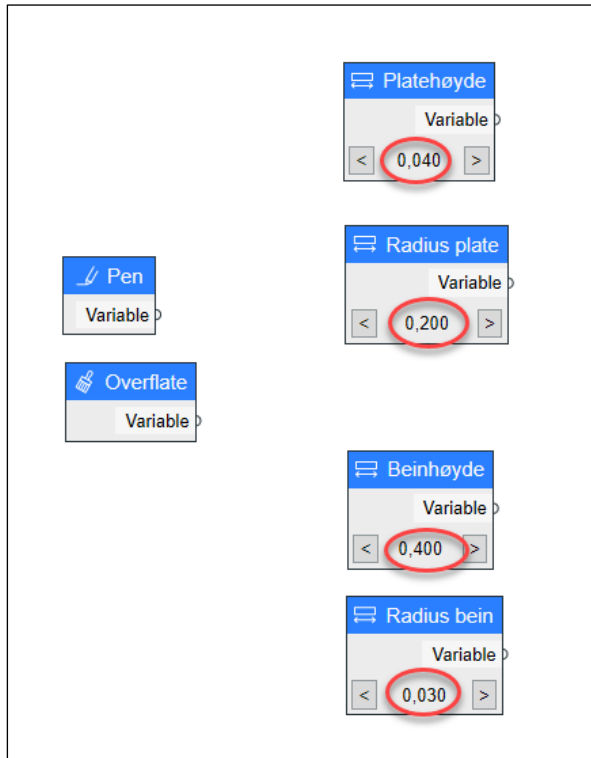 Platehøyde
Variable
< 0,040 >
Radius plate
Variable
< 0,200 >
Pen
Variable
Overflate
Variable
Beinhøyde
Variable
< 0,400 >
Radius bein
Variable
< 0,030 >